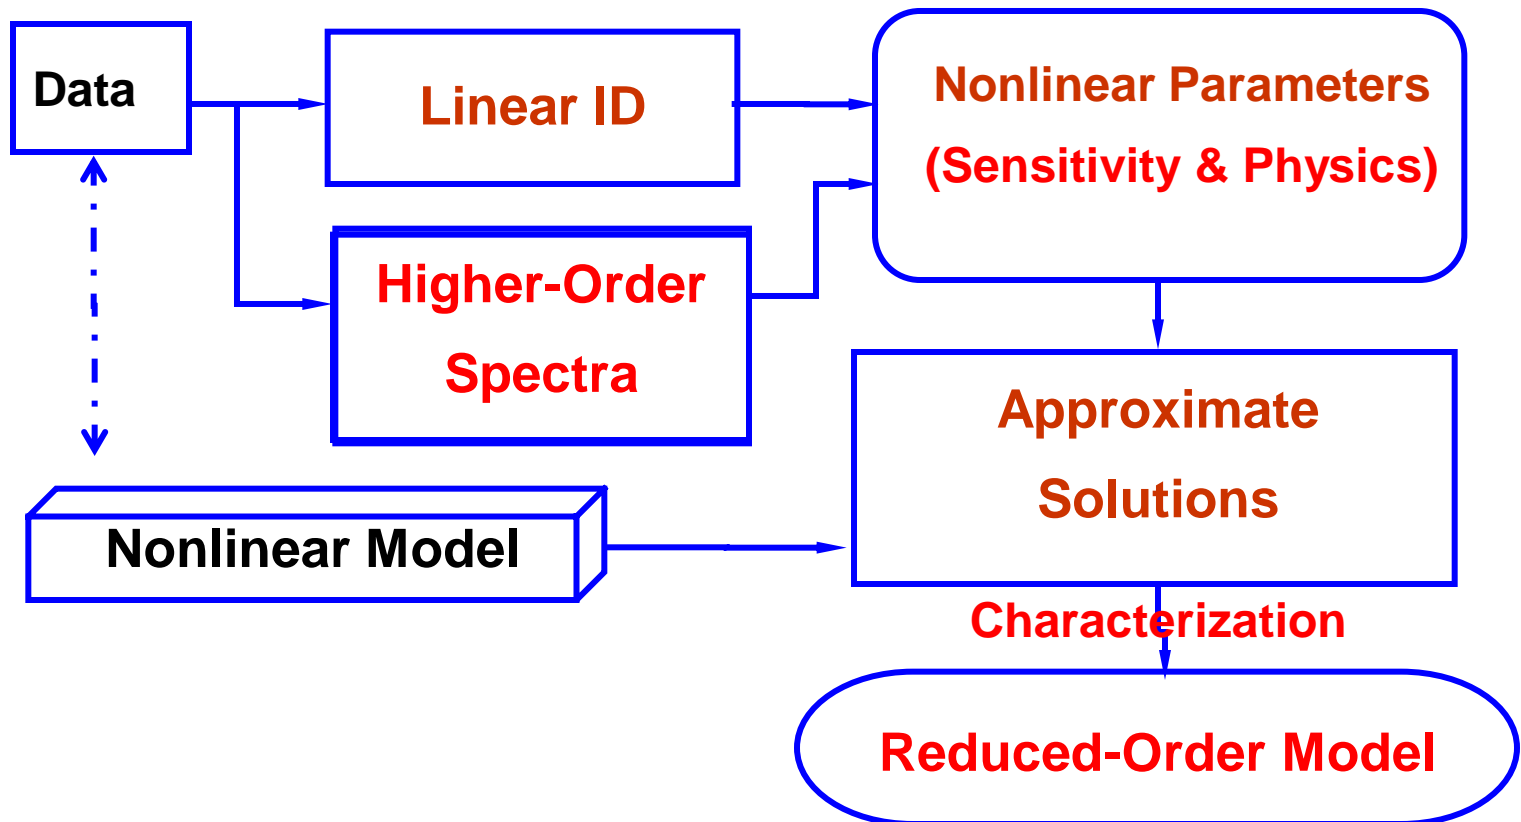 Data
Linear ID
Nonlinear Parameters
(Sensitivity & Physics)
Higher-Order
Spectra
Approximate
Solutions
Nonlinear Model
Characterization
Reduced-Order Model